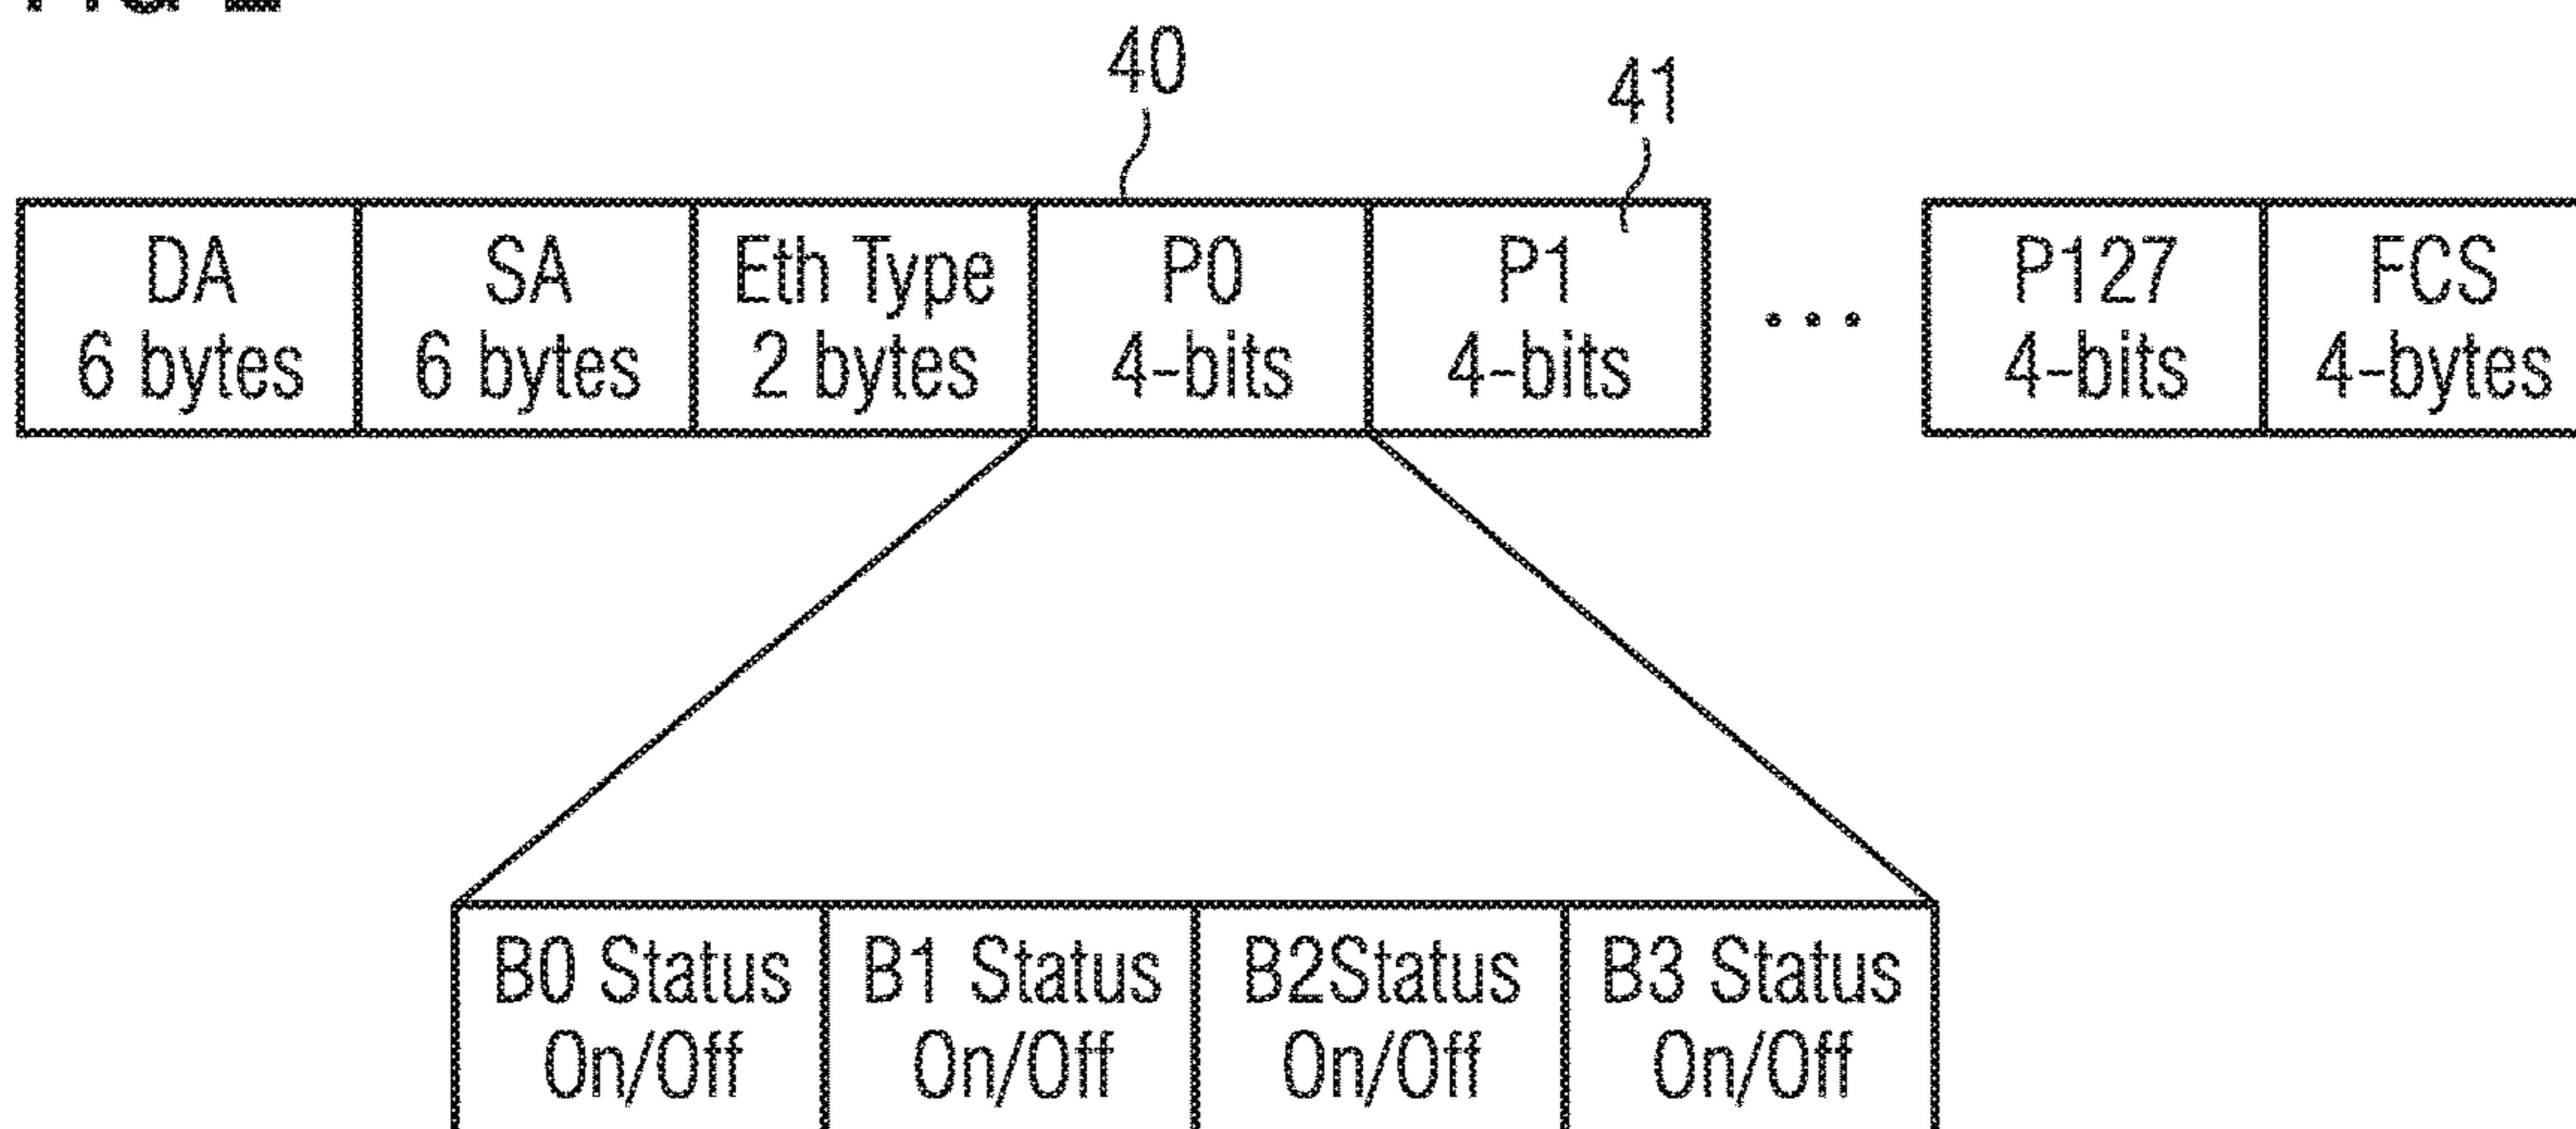 40
41
DA
6 bytes
SA
6 bytes
Eth Type
2 bytes
P0
4-bits
P1
4-bits
...
P127
4-bits
FCS
4-bytes
B0 Status
On/Off
B1 Status
On/Off
B2Status
On/Off
B3 Status
On/Off